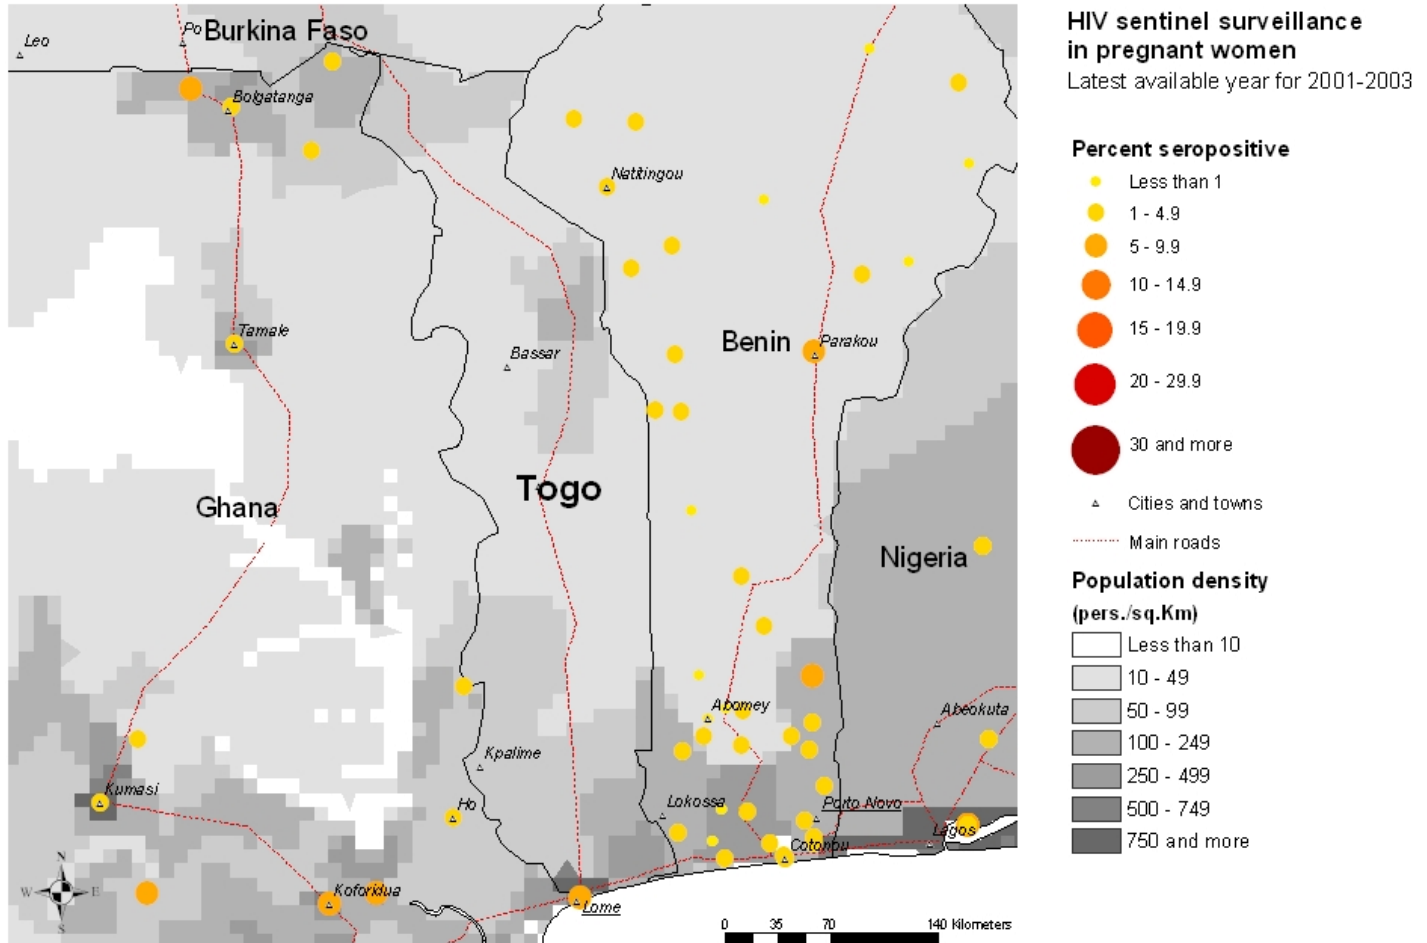 Leo
Po
Burkina Faso
Bolgatanga
Natitingou
Tamale
Bassar
Benin
Parakou
Ghana
Togo
Nigeria
Abomey
Abeokuta
Kpalime
Kumasi
Ho
Lokossa
Porto Novo
Lagos
Cotonou
Koforidua
Lome
N
W
E
S
0 35 70 140 Kilometers
HIV sentinel surveillance
in pregnant women
Latest available year for 2001-2003
Percent seropositive
Less than 1
1 - 4.9
5 - 9.9
10 - 14.9
15 - 19.9
20 - 29.9
30 and more
Cities and towns
Main roads
Population density
(pers./sq.Km)
Less than 10
10 - 49
50 - 99
100 - 249
250 - 499
500 - 749
750 and more